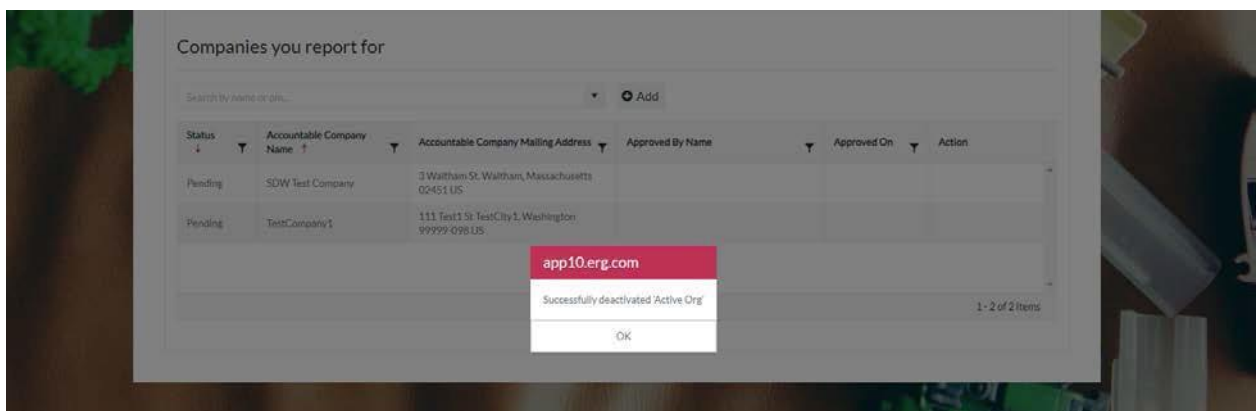 Companies you report for
Search by name or pm...
Add
Status
Accountable Company
Name
Accountable Company Mailing Address
Approved By Name
Approved On
Action
Pending
SDW Test Company
3 Waltham St. Waltham, Massachusetts
02451 US
Pending
TestCompany1
111 Test1 St TestCity1, Washington
99999-098 US
app10.erg.com
Successfully deactivated 'Active Org'
OK
1 - 2 of 2 items